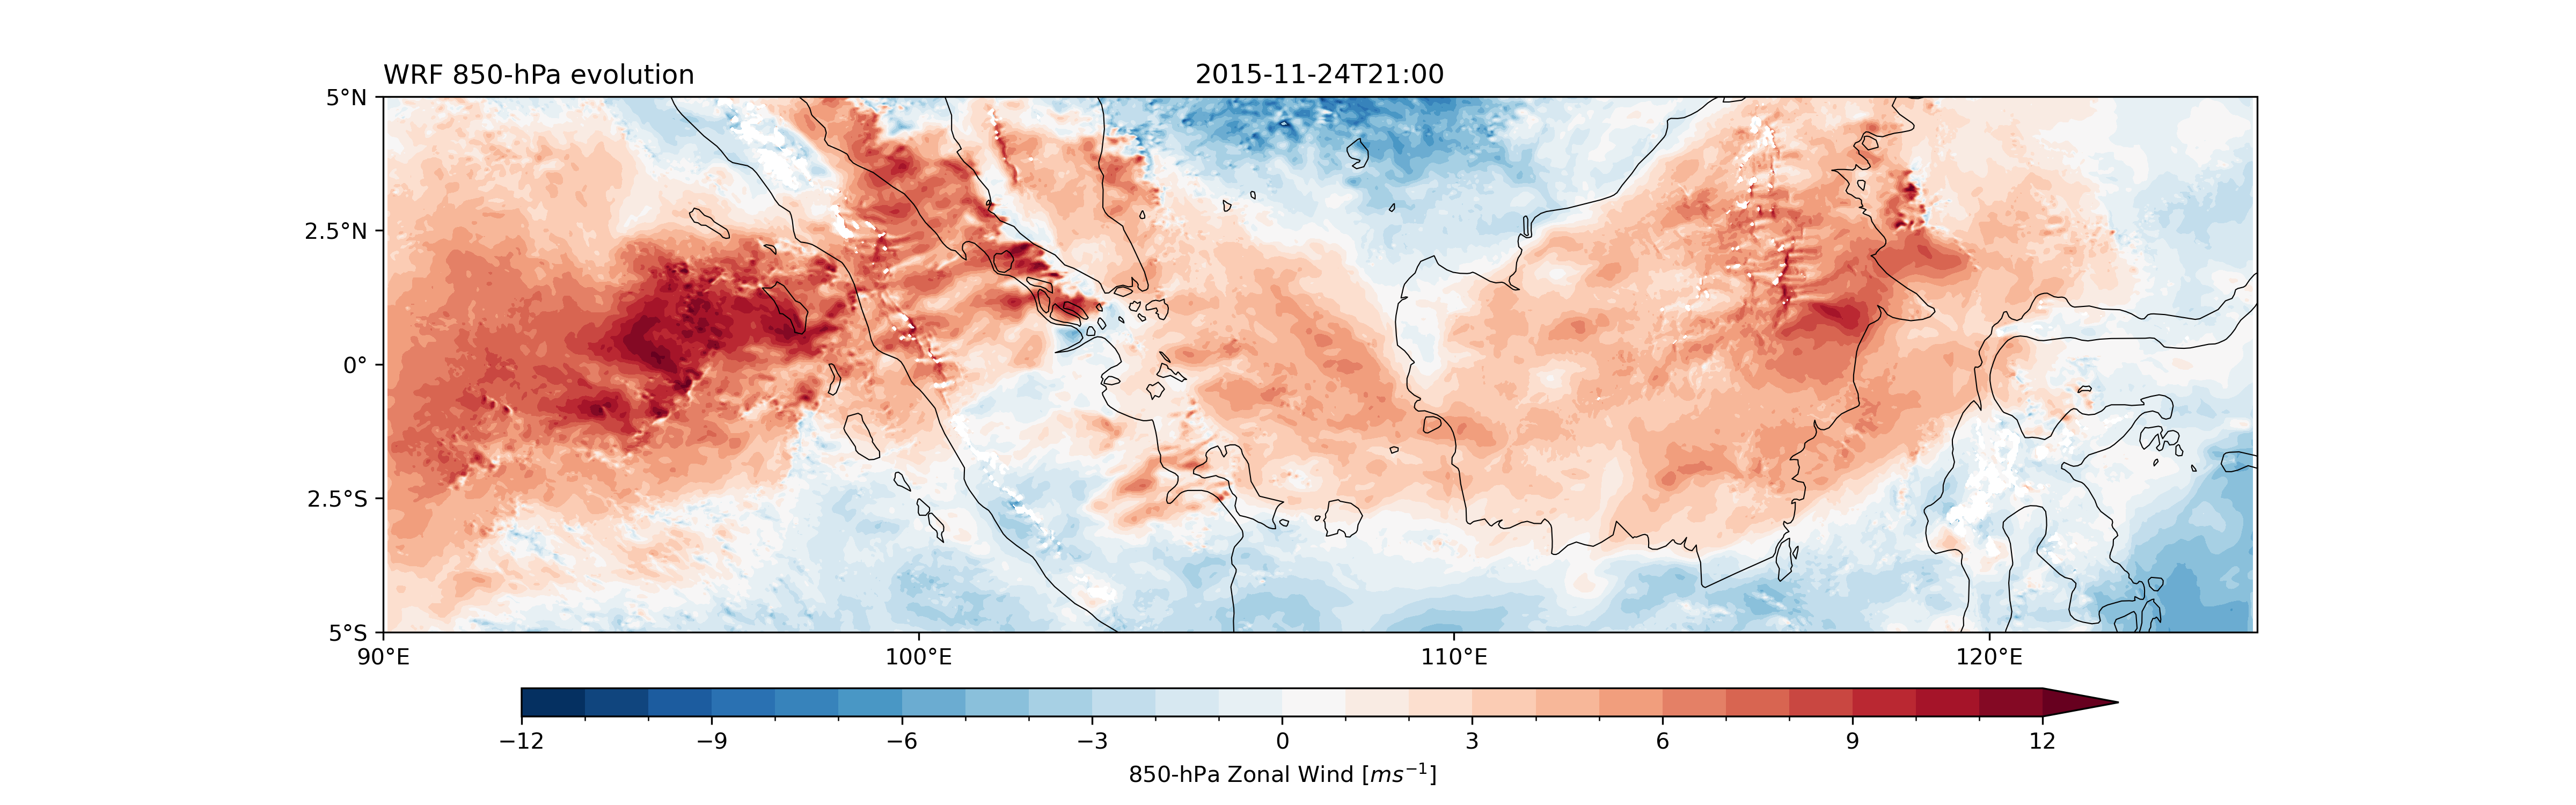 WRF 850-hPa evolution
2015-11-24T21:00
5°N
2.5°N
0°
2.5°S
5°S
90°E 100°E 110°E 120°E
−12 −9 −6 −3 0 3 6 9 12
850-hPa Zonal Wind [ms⁻¹]